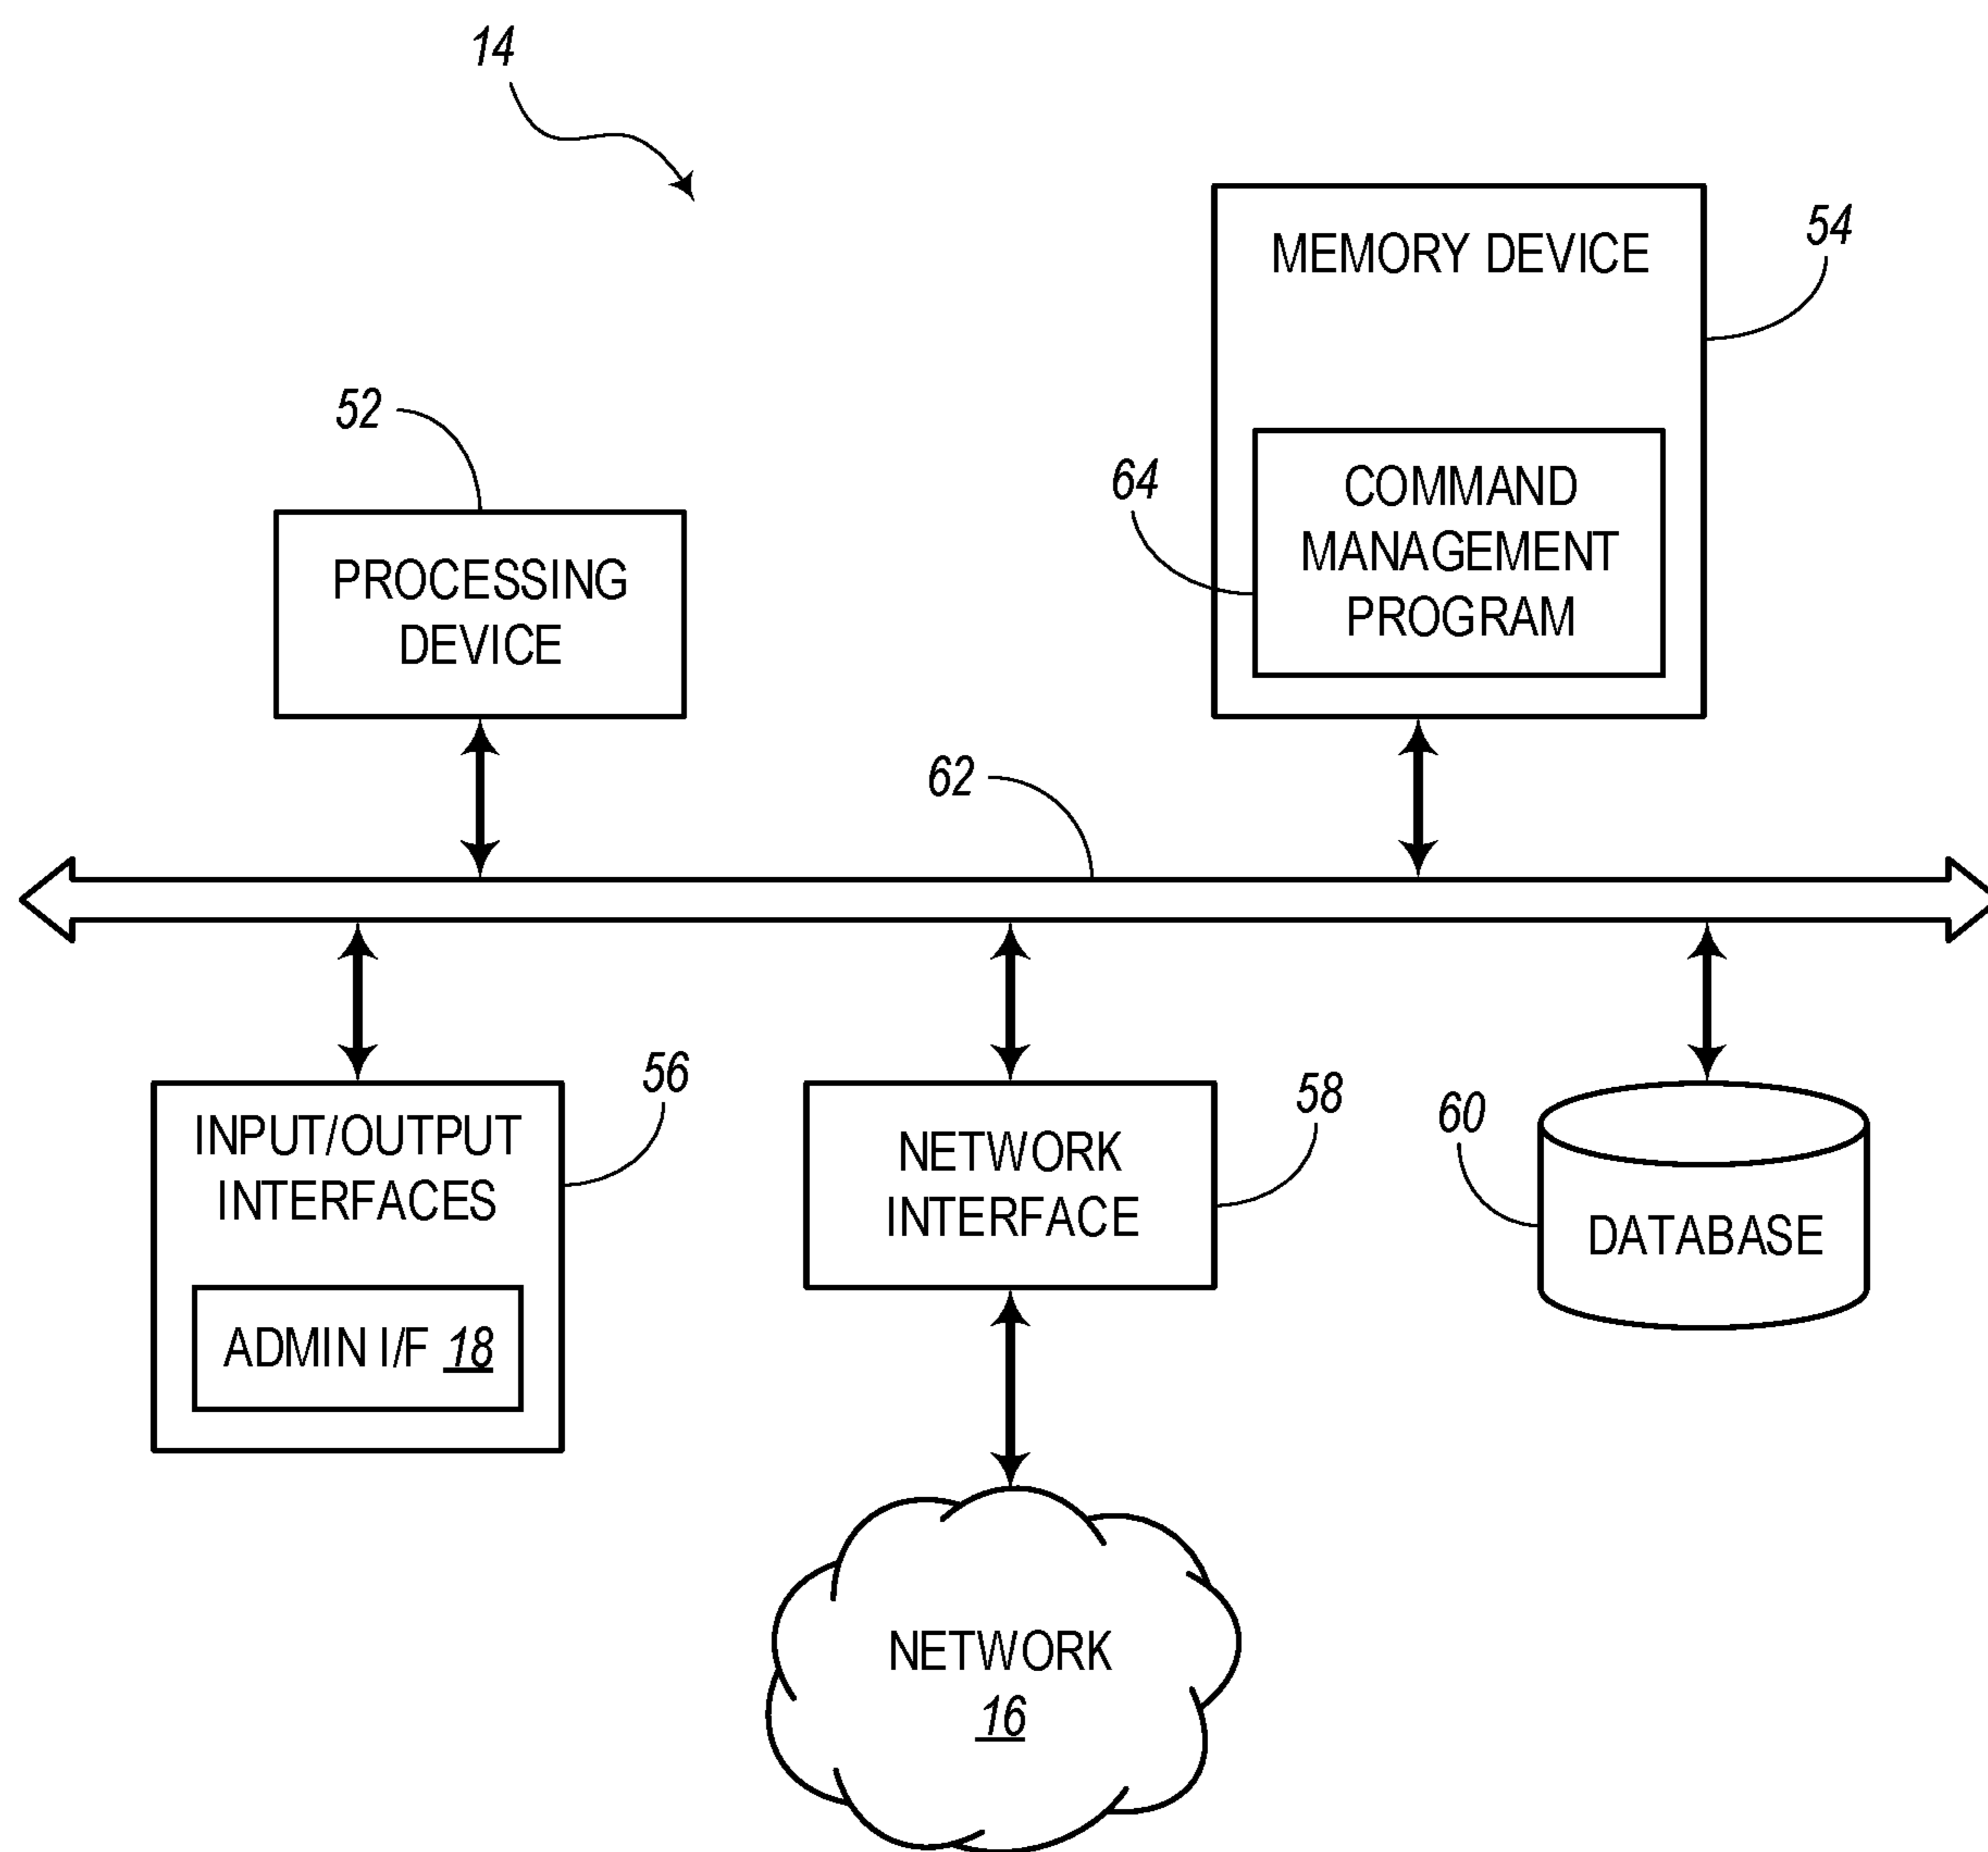 14
MEMORY DEVICE
54
52
64
COMMAND
MANAGEMENT
PROGRAM
PROCESSING
DEVICE
62
INPUT/OUTPUT
INTERFACES
56
ADMIN I/F 18
NETWORK
INTERFACE
58
60
DATABASE
NETWORK
16